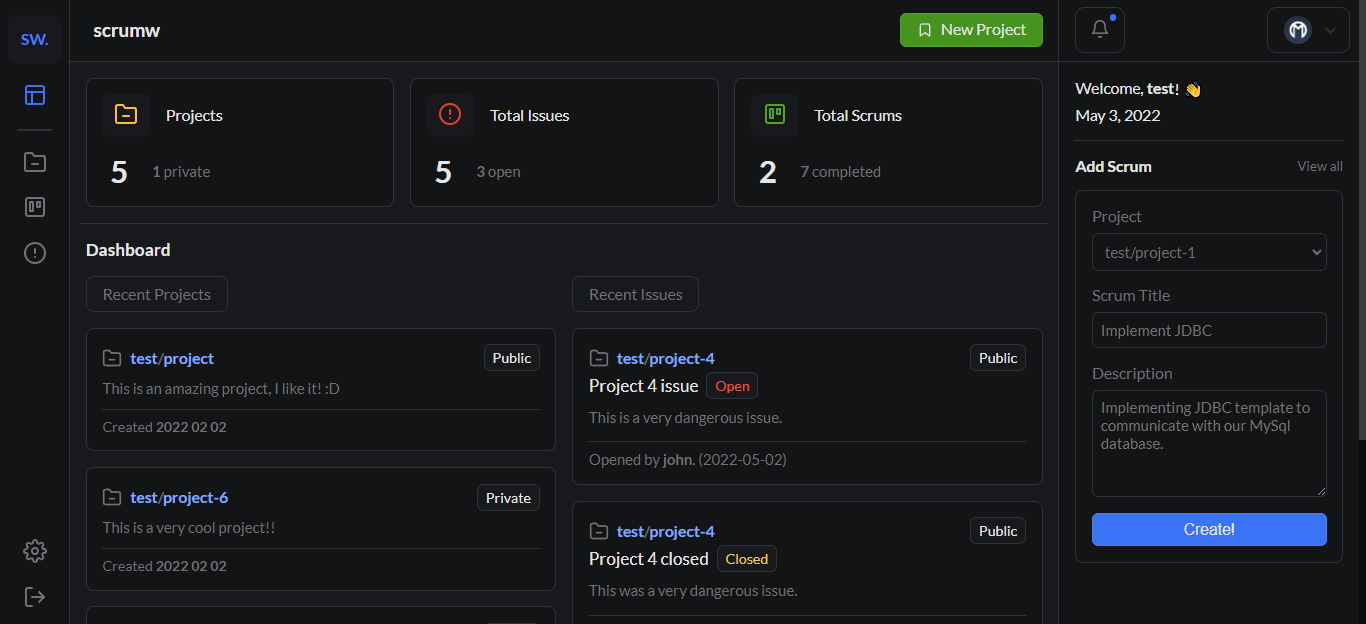 SW.
scrumw
New Project
Projects
5 1 private
Total Issues
5 3 open
Total Scrums
2 7 completed
Dashboard
Recent Projects
test/project
Public
This is an amazing project, I like it! :D
Created 2022 02 02
test/project-6
Private
This is a very cool project!!
Created 2022 02 02
Recent Issues
test/project-4
Public
Project 4 issue Open
This is a very dangerous issue.
Opened by john. (2022-05-02)
test/project-4
Public
Project 4 closed Closed
This was a very dangerous issue.
Welcome, test! 👋
May 3, 2022
Add Scrum
View all
Project
test/project-1
Scrum Title
Implement JDBC
Description
Implementing JDBC template to
communicate with our MySql
database.
Create!